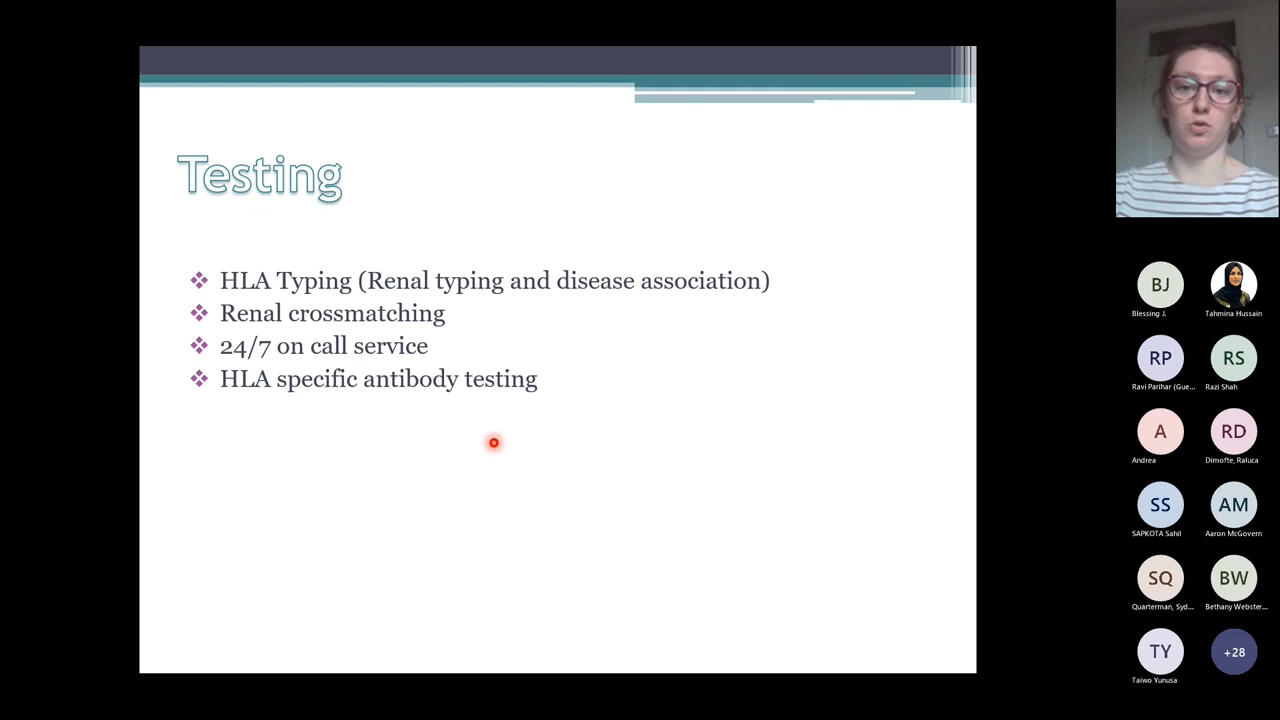 Testing
HLA Typing (Renal typing and disease association)
Renal crossmatching
24/7 on call service
HLA specific antibody testing
BJ
Blessing J.
Tahmina Hussain
RP
Ravi Parihar (Gue...
RS
Razi Shah
A
Andrea
RD
Dimofte, Raluca
SS
SAPKOTA Sahil
AM
Aaron McGovern
SQ
Quarterman, Syd...
BW
Bethany Webster...
TY
Taiwo Yunusa
+28